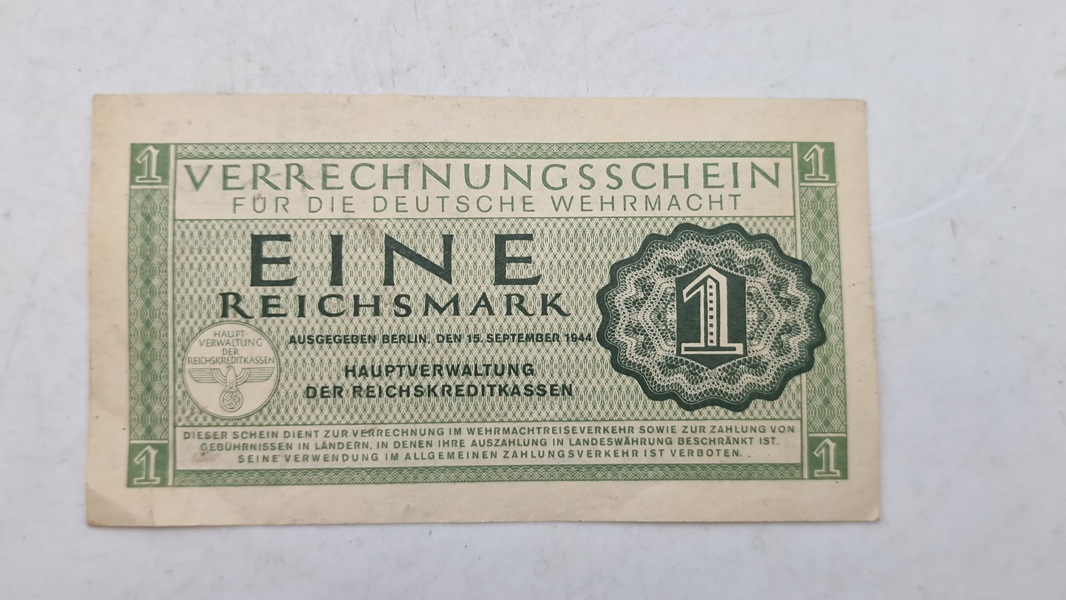 1 1
VERRECHNUNGSSCHEIN
FÜR DIE DEUTSCHE WEHRMACHT
EINE
REICHSMARK
1
AUSGEGEBEN BERLIN, DEN 15. SEPTEMBER 1944
HAUPTVERWALTUNG
DER REICHSKREDITKASSEN
HAUPT-
VERWALTUNG
DER
REICHSKREDITKASSEN
DIESER SCHEIN DIENT ZUR VERRECHNUNG IM WEHRMACHTREISEVERKEHR SOWIE ZUR ZAHLUNG VON
GEBÜHRNISSEN IN LÄNDERN, IN DENEN IHRE AUSZAHLUNG IN LANDESWÄHRUNG BESCHRÄNKT IST.
SEINE VERWENDUNG IM ALLGEMEINEN ZAHLUNGSVERKEHR IST VERBOTEN.
1 1